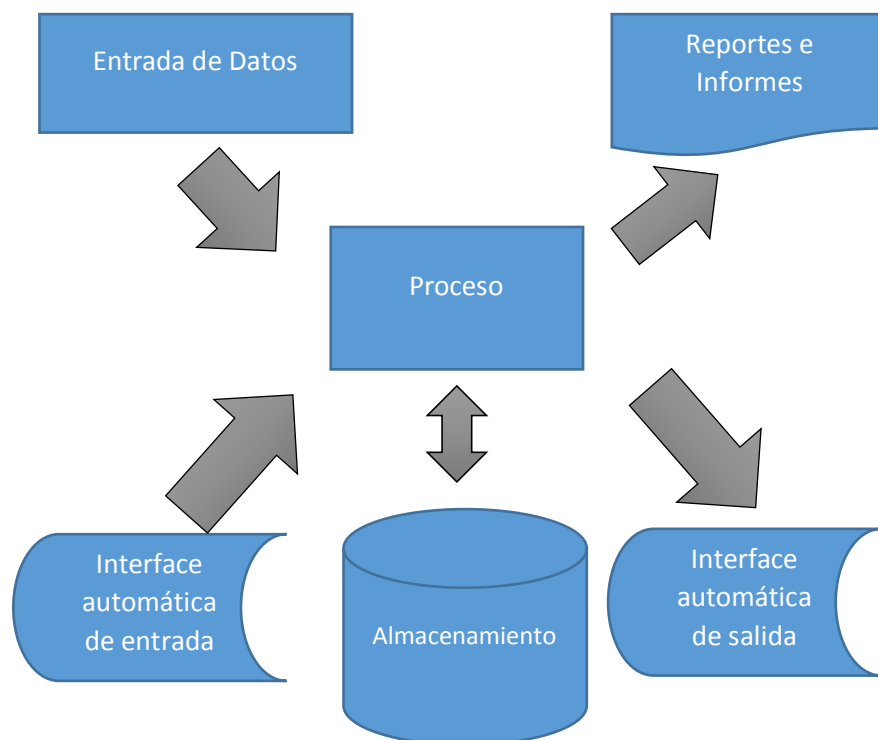 Entrada de Datos
Reportes e
Informes
Proceso
Interface
automática
de entrada
Almacenamiento
Interface
automática
de salida